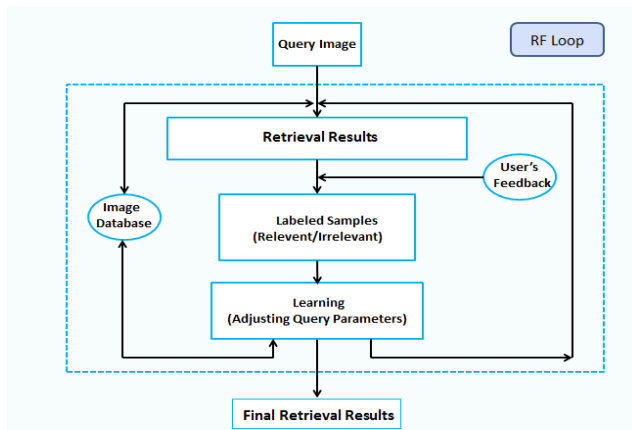 Query Image
RF Loop
Retrieval Results
User's
Feedback
Image
Database
Labeled Samples
(Relevent/Irrelevant)
Learning
(Adjusting Query Parameters)
Final Retrieval Results